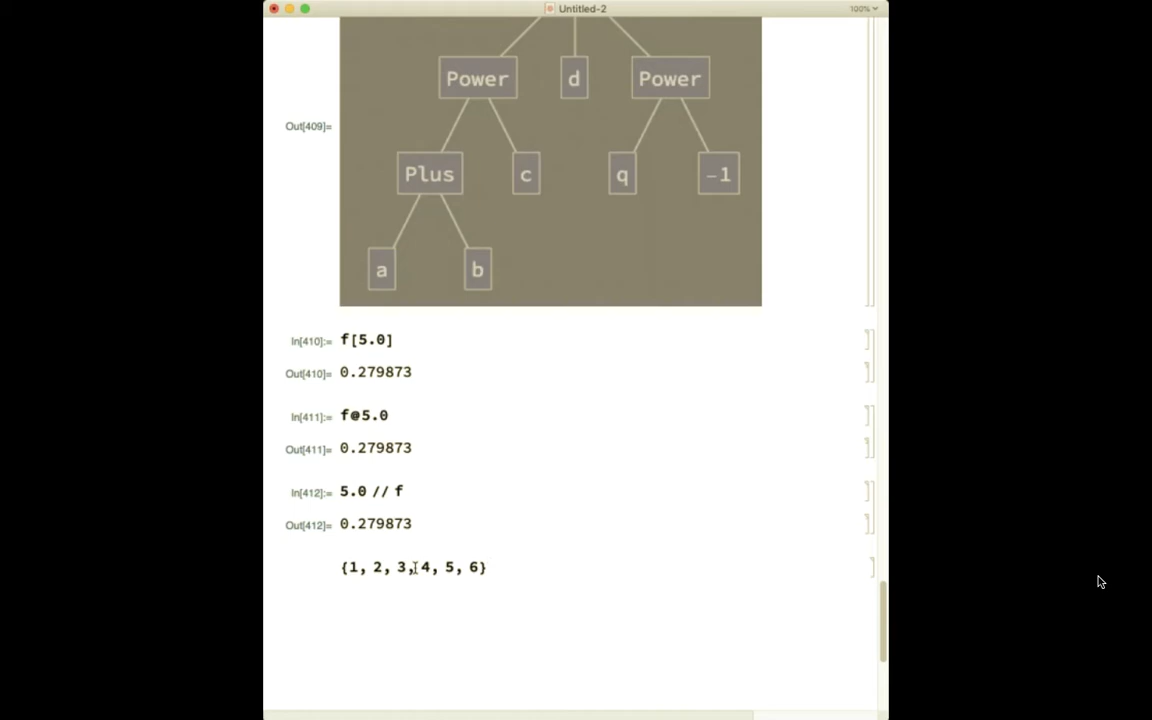 Untitled-2
100%
Power d Power
Out[409]=
Plus c q -1
a b
In[410]:= f[5.0]
Out[410]= 0.279873
In[411]:= f@5.0
Out[411]= 0.279873
In[412]:= 5.0 // f
Out[412]= 0.279873
{1, 2, 3, 4, 5, 6}